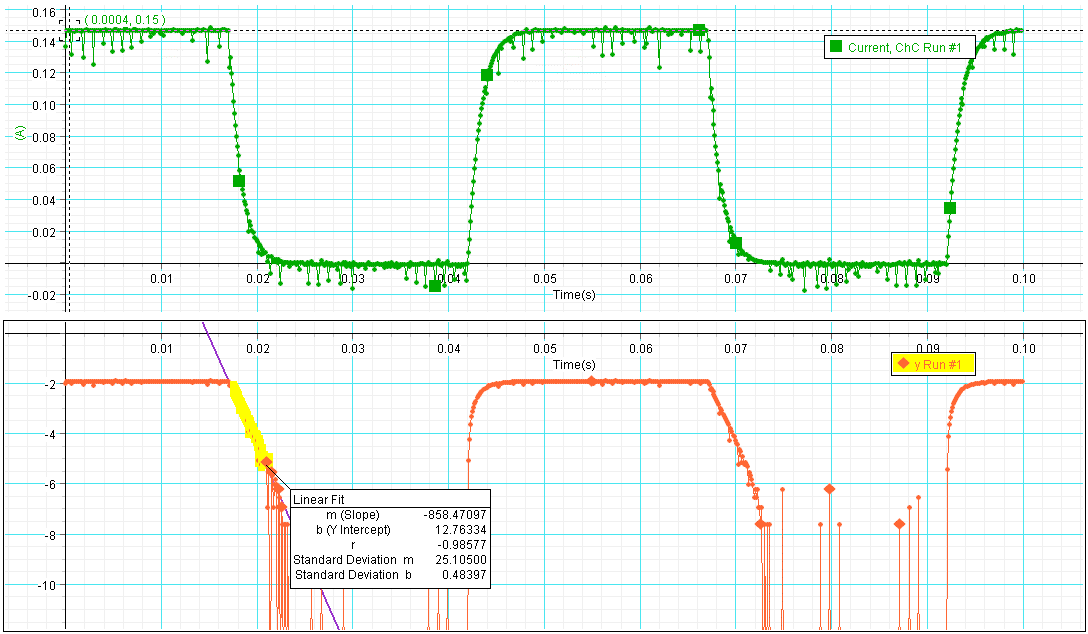 0.16
( 0.0004, 0.15 )
0.14
Current, ChC Run #1
0.12
0.10
(A)
0.08
0.06
0.04
0.02
0.01 0.02 0.03 0.04 0.05 0.06 0.07 0.08 0.09 0.10
-0.02
Time(s)
0.01 0.02 0.03 0.04 0.05 0.06 0.07 0.08 0.09 0.10
Time(s)
y Run #1
-2
-4
-6
-8
-10
Linear Fit
m (Slope) -858.47097
b (Y Intercept) 12.76334
r -0.98577
Standard Deviation m 25.10500
Standard Deviation b 0.48397